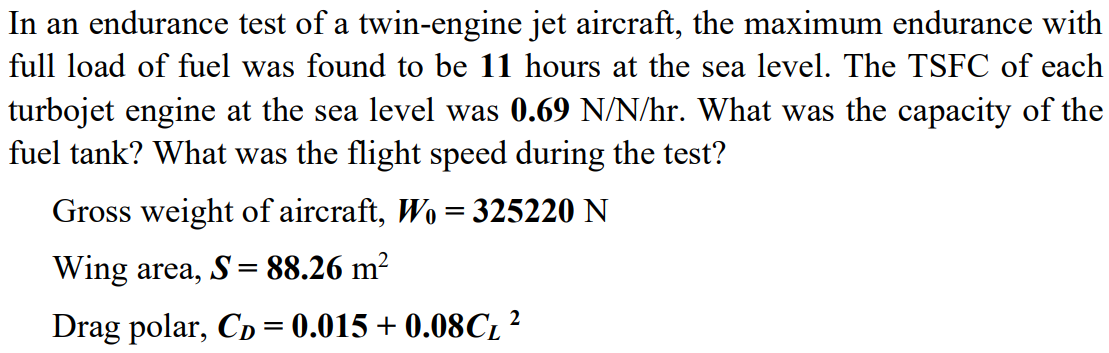 In an endurance test of a twin-engine jet aircraft, the maximum endurance with
full load of fuel was found to be 11 hours at the sea level. The TSFC of each
turbojet engine at the sea level was 0.69 N/N/hr. What was the capacity of the
fuel tank? What was the flight speed during the test?
Gross weight of aircraft, W₀ = 325220 N
Wing area, S = 88.26 m²
Drag polar, C_D = 0.015 + 0.08C_L ²